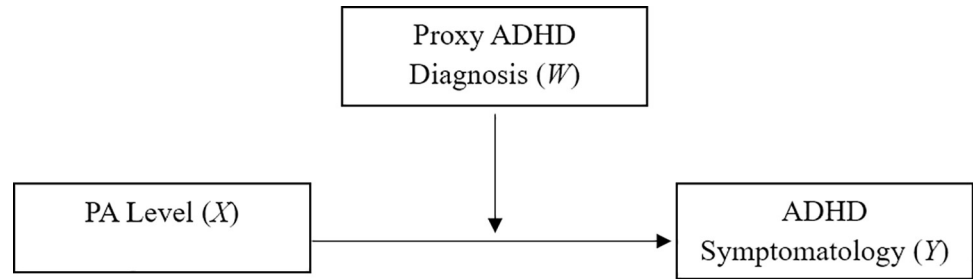 Proxy ADHD
Diagnosis (W)
PA Level (X)
ADHD
Symptomatology (Y)